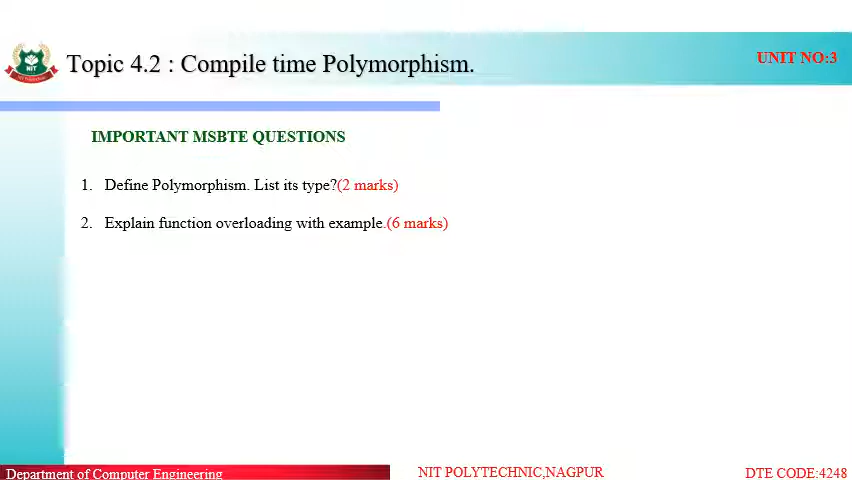 Topic 4.2 : Compile time Polymorphism.
UNIT NO:3
NIT
IMPORTANT MSBTE QUESTIONS
1. Define Polymorphism. List its type?(2 marks)
2. Explain function overloading with example.(6 marks)
Department of Computer Engineering
NIT POLYTECHNIC,NAGPUR
DTE CODE:4248